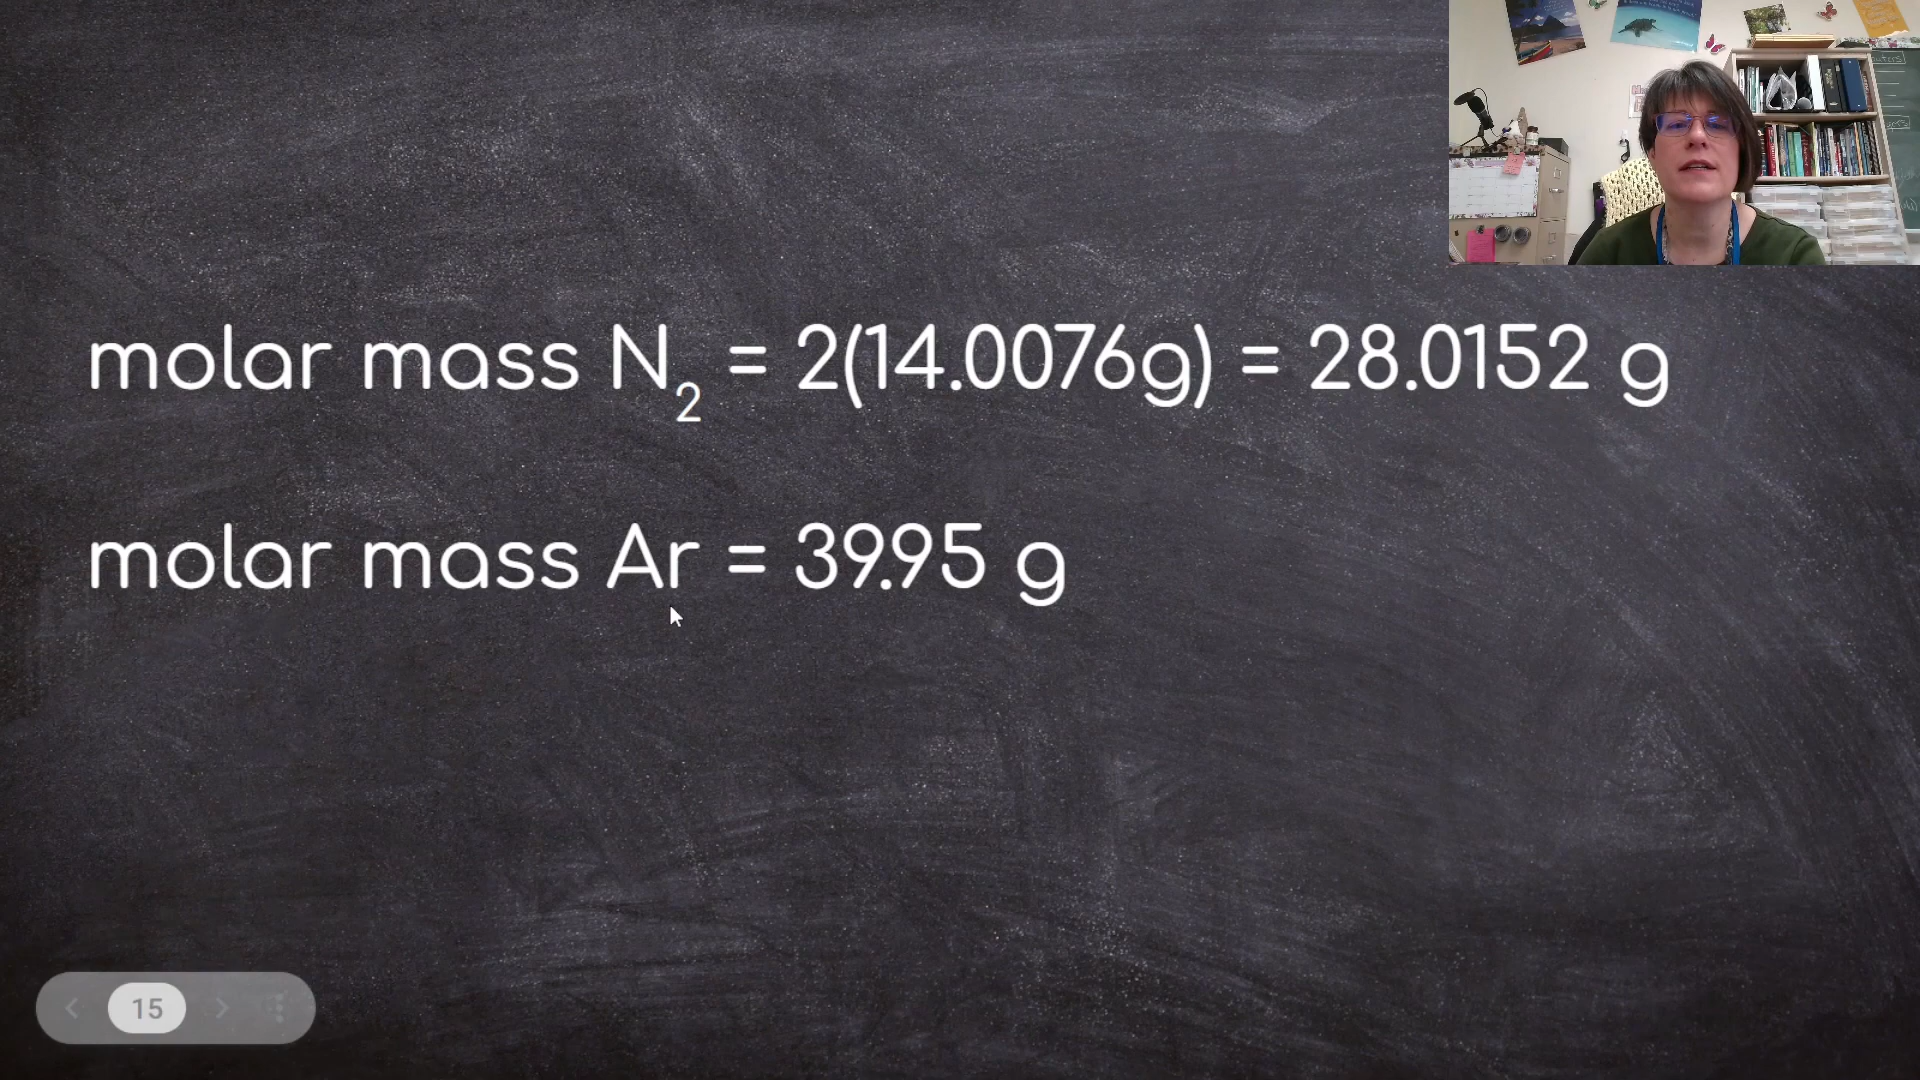 molar mass N₂ = 2(14.0076g) = 28.0152 g
molar mass Ar = 39.95 g
15